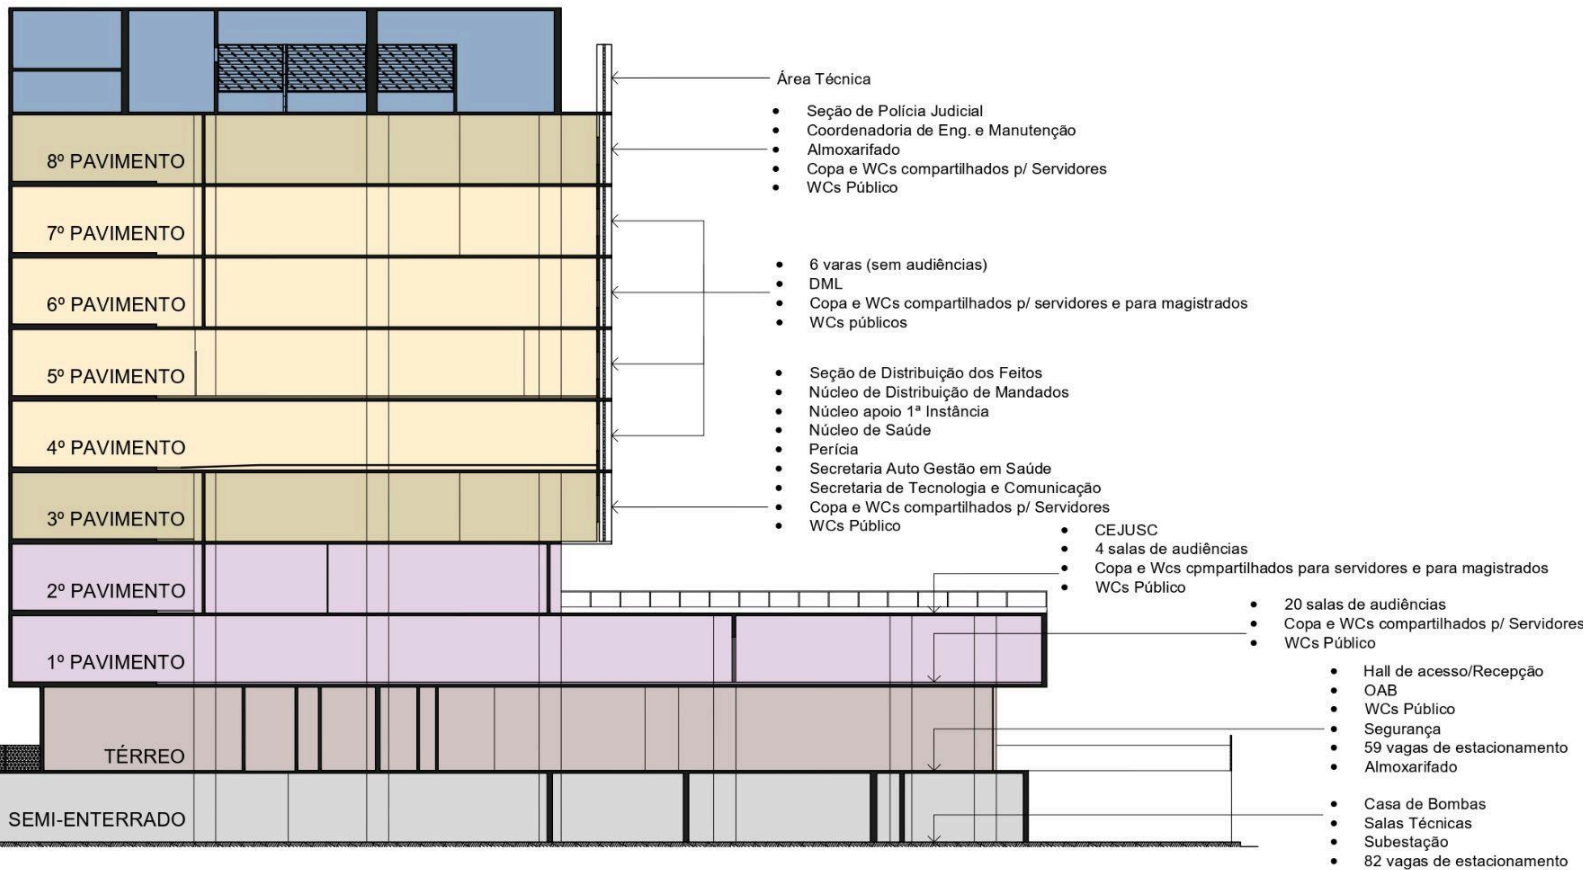 Área Técnica
• Seção de Polícia Judicial
• Coordenadoria de Eng. e Manutenção
• Almoxarifado
• Copa e WCs compartilhados p/ Servidores
• WCs Público
8º PAVIMENTO
7º PAVIMENTO
6º PAVIMENTO
5º PAVIMENTO
4º PAVIMENTO
3º PAVIMENTO
2º PAVIMENTO
1º PAVIMENTO
TÉRREO
SEMI-ENTERRADO
• 6 varas (sem audiências)
• DML
• Copa e WCs compartilhados p/ servidores e para magistrados
• WCs públicos
• Seção de Distribuição dos Feitos
• Núcleo de Distribuição de Mandados
• Núcleo apoio 1ª Instância
• Núcleo de Saúde
• Perícia
• Secretaria Auto Gestão em Saúde
• Secretaria de Tecnologia e Comunicação
• Copa e WCs compartilhados p/ Servidores
• WCs Público
• CEJUSC
• 4 salas de audiências
• Copa e Wcs cpmpartilhados para servidores e para magistrados
• WCs Público
• 20 salas de audiências
• Copa e WCs compartilhados p/ Servidores
• WCs Público
• Hall de acesso/Recepção
• OAB
• WCs Público
• Segurança
• 59 vagas de estacionamento
• Almoxarifado
• Casa de Bombas
• Salas Técnicas
• Subestação
• 82 vagas de estacionamento